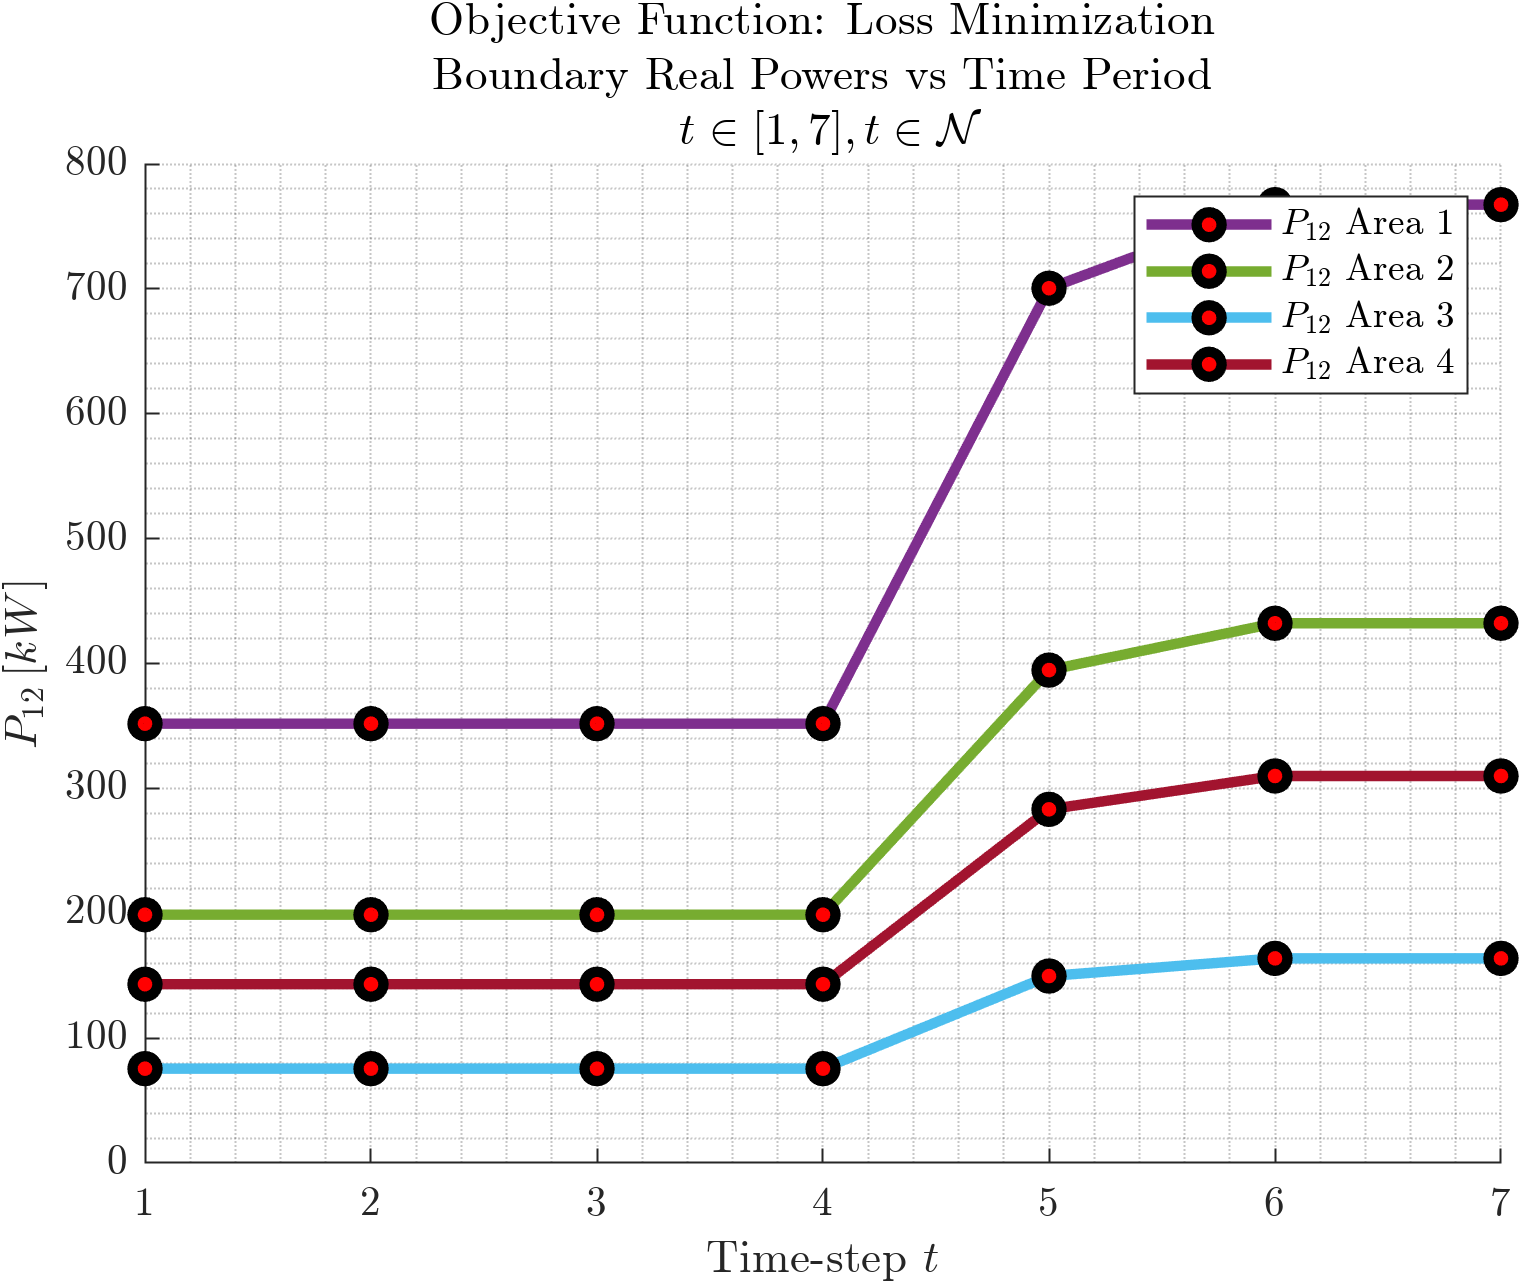 Objective Function: Loss Minimization
Boundary Real Powers vs Time Period
t ∈ [1, 7], t ∈ 𝒩
800
700
600
500
400
300
200
100
0
P₁₂ [kW]
P₁₂ Area 1
P₁₂ Area 2
P₁₂ Area 3
P₁₂ Area 4
1 2 3 4 5 6 7
Time-step t